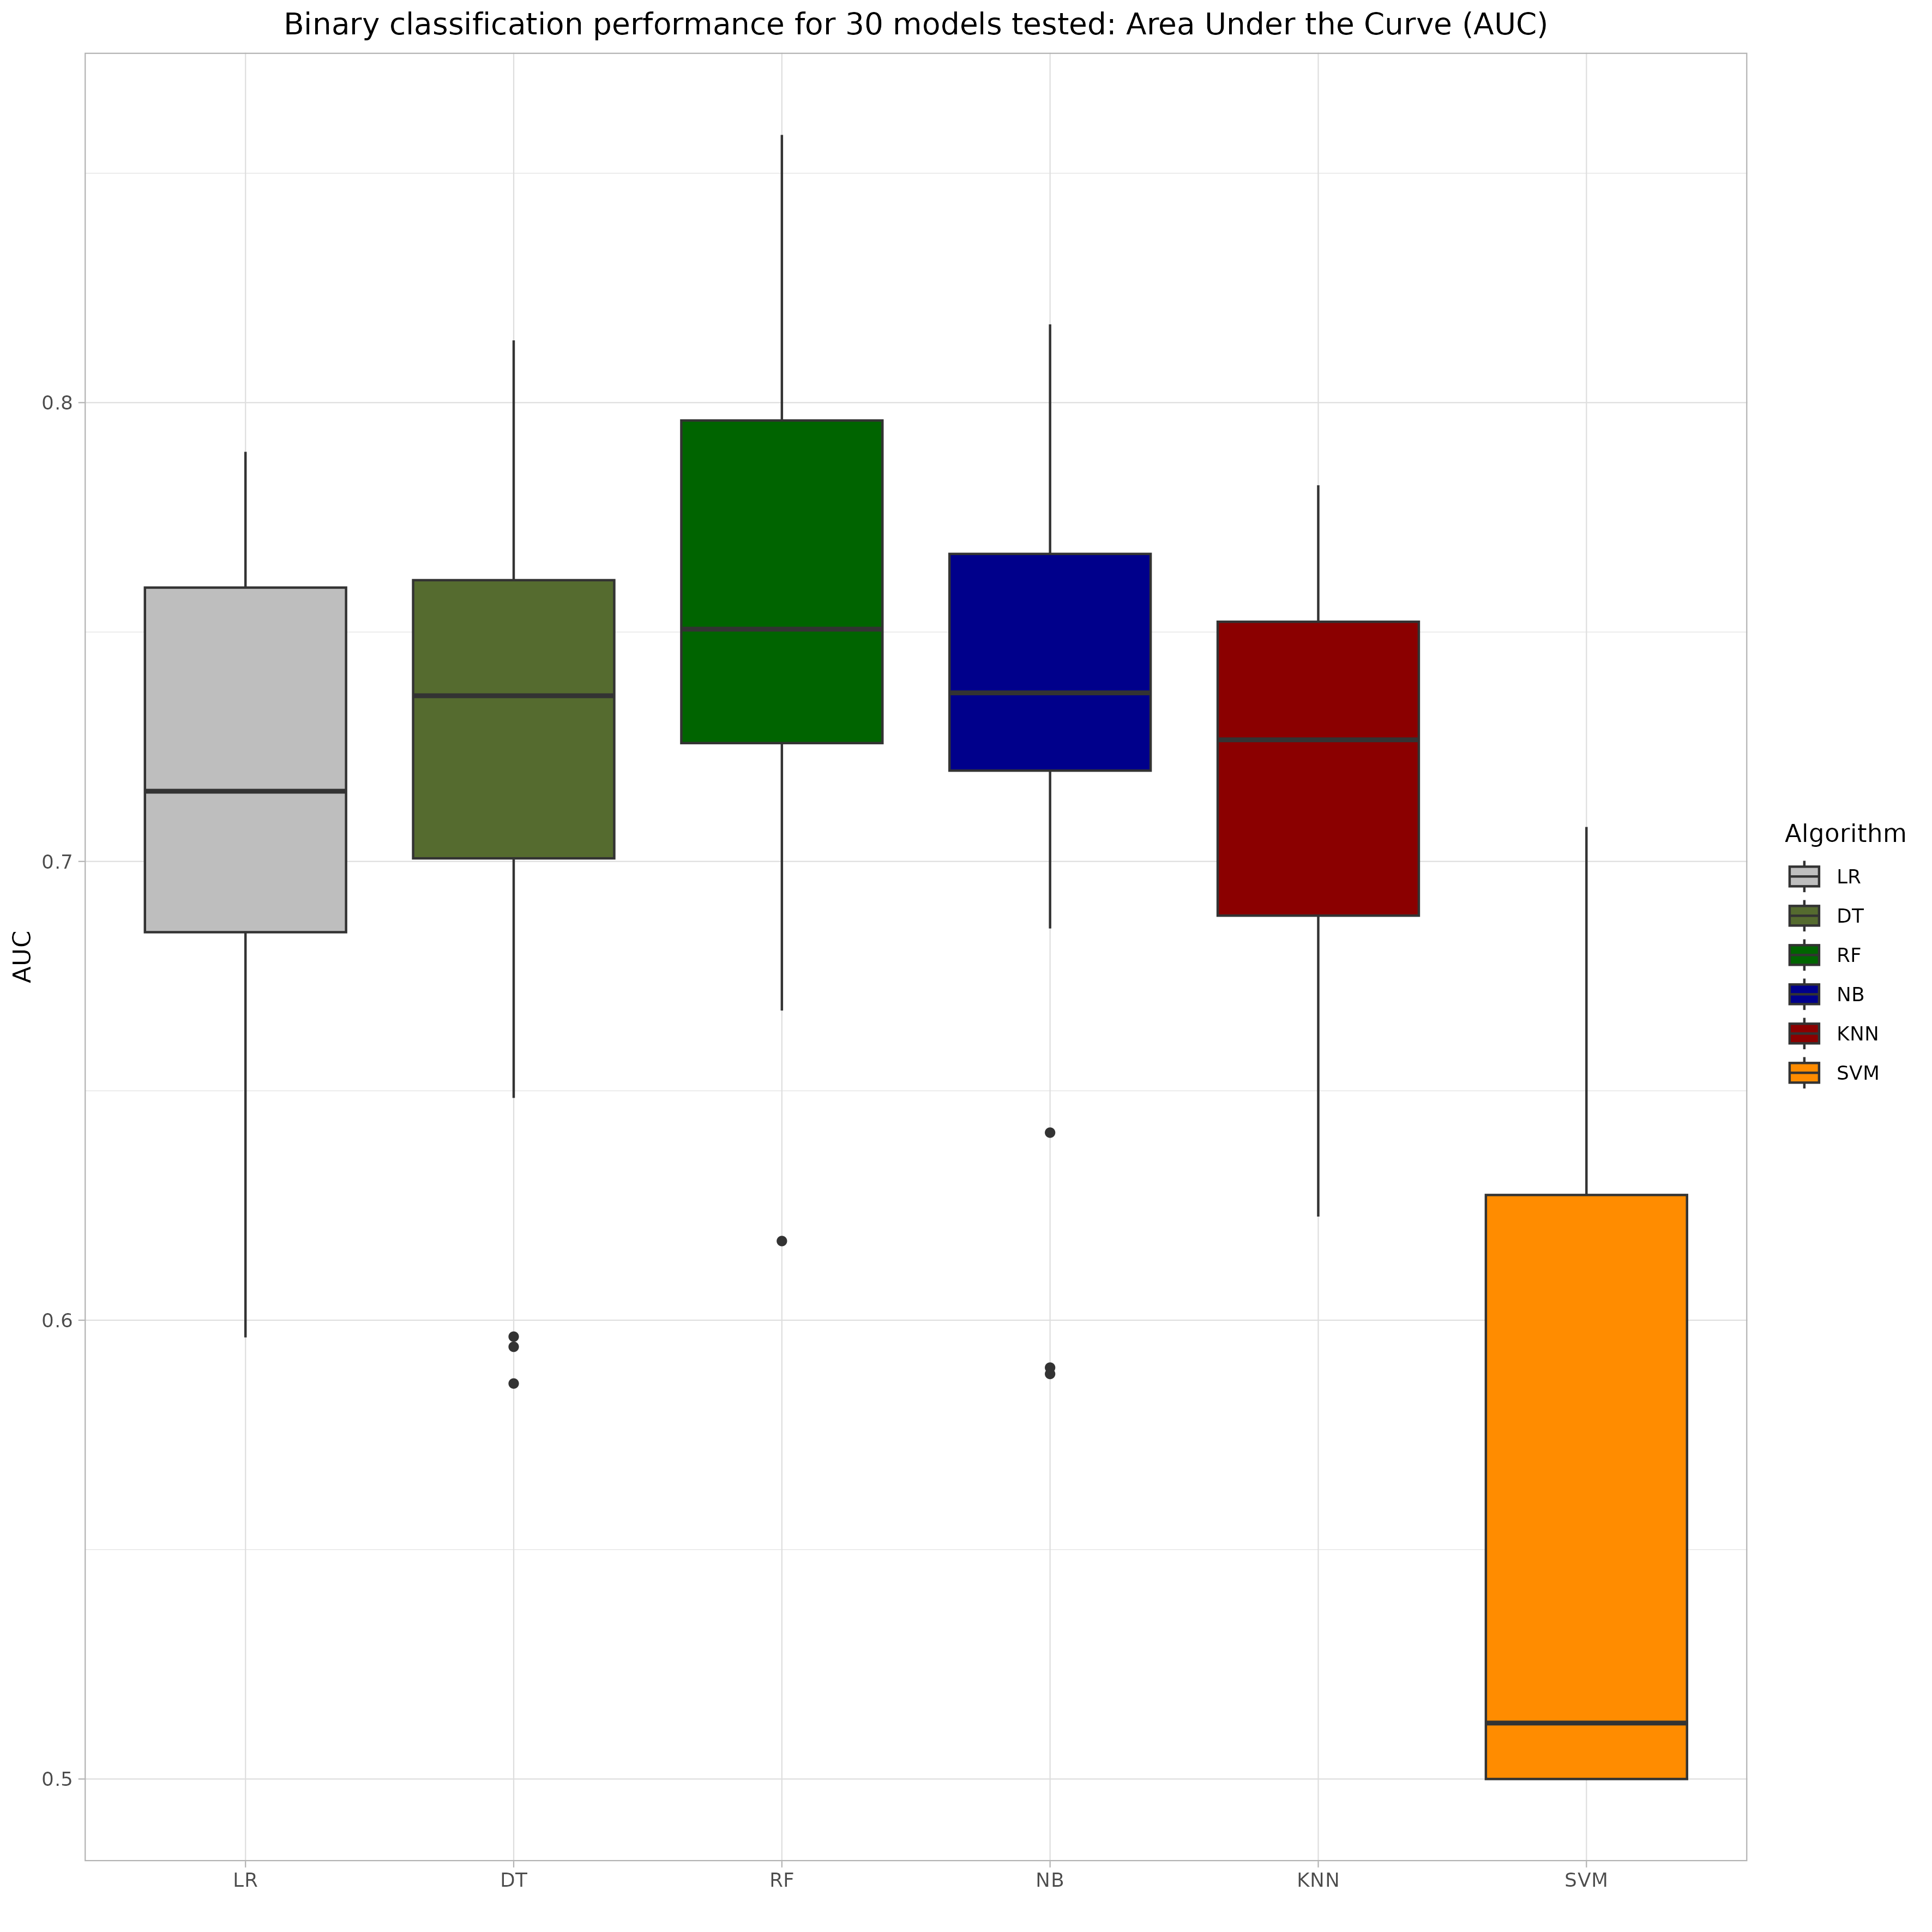 Binary classification performance for 30 models tested: Area Under the Curve (AUC)
AUC
0.8
0.7
0.6
0.5
LR
DT
RF
NB
KNN
SVM
Algorithm
LR
DT
RF
NB
KNN
SVM